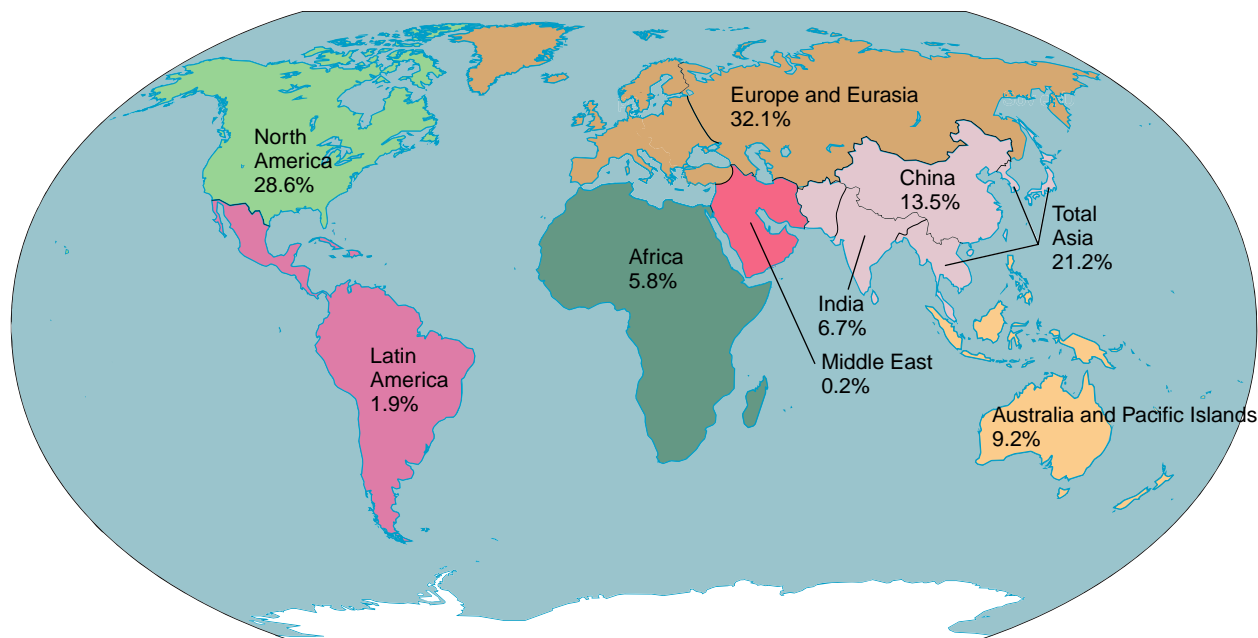 Europe and Eurasia
32.1%
North
America
28.6%
China
13.5%
Total
Asia
21.2%
Africa
5.8%
India
6.7%
Middle East
0.2%
Latin
America
1.9%
Australia and Pacific Islands
9.2%